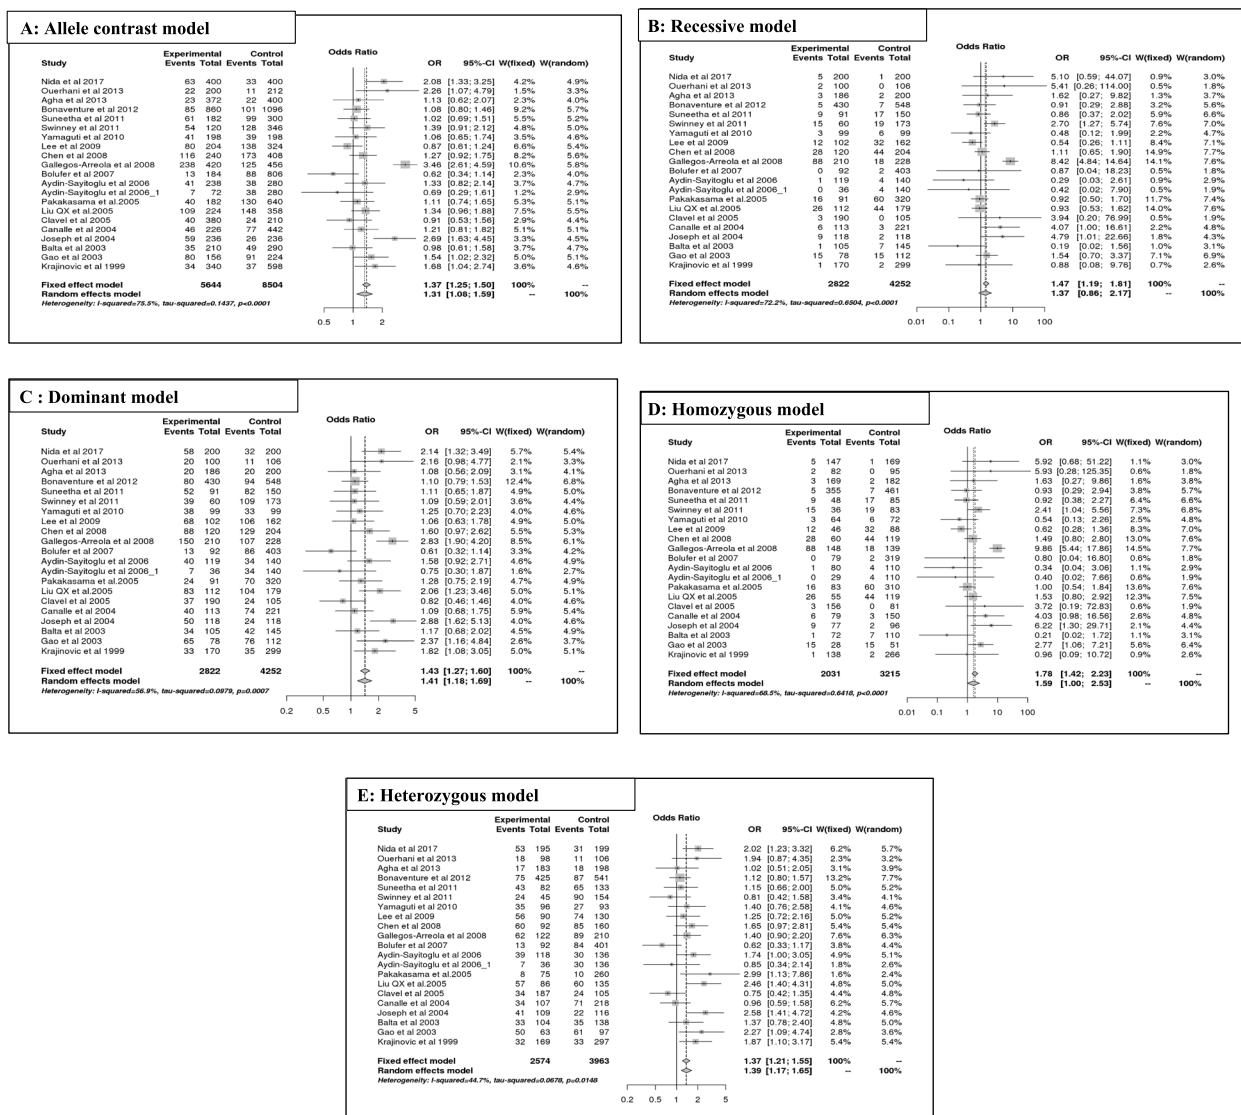 A: Allele contrast model
Experimental Control Odds Ratio
Study Events Total Events Total OR 95%-CI W(fixed) W(random)
Nida et al 2017 63 400 33 400 2.08 [1.33; 3.25] 4.2% 4.9%
Ouerhani et al 2013 22 200 11 212 2.26 [1.07; 4.79] 1.5% 3.3%
Agha et al 2013 23 372 22 400 1.13 [0.62; 2.07] 2.3% 4.0%
Bonaventure et al 2012 85 860 101 1096 1.08 [0.80; 1.46] 9.2% 5.7%
Suneetha et al 2011 61 182 99 300 1.02 [0.69; 1.51] 5.5% 5.2%
Swinney et al 2011 54 120 128 346 1.39 [0.91; 2.12] 4.8% 5.0%
Yamaguti et al 2010 41 198 39 198 1.06 [0.65; 1.74] 3.5% 4.7%
Lee et al 2009 80 204 138 324 0.87 [0.61; 1.24] 6.6% 5.4%
Chen et al 2008 116 240 173 408 1.27 [0.92; 1.75] 8.2% 5.6%
Gallegos-Arreola et al 2008 238 420 125 456 3.46 [2.61; 4.59] 10.6% 5.8%
Bolufer et al 2007 13 184 88 806 0.62 [0.34; 1.14] 2.3% 4.0%
Aydin-Sayitoglu et al 2006 41 238 38 280 1.33 [0.82; 2.14] 3.7% 4.7%
Aydin-Sayitoglu et al 2006_1 7 72 38 280 0.69 [0.29; 1.61] 1.2% 2.9%
Pakakasama et al.2005 40 182 130 640 1.11 [0.74; 1.65] 5.3% 5.1%
Liu QX et al.2005 109 224 148 358 1.34 [0.96; 1.88] 7.5% 5.5%
Clavel et al 2005 40 380 24 210 0.91 [0.53; 1.56] 2.9% 4.4%
Canalle et al 2004 46 226 77 442 1.21 [0.81; 1.82] 5.2% 5.1%
Joseph et al 2004 59 236 26 236 2.69 [1.63; 4.45] 3.3% 4.6%
Balta et al 2003 35 210 49 290 0.98 [0.61; 1.58] 3.7% 4.7%
Gao et al 2003 80 156 91 224 1.54 [1.02; 2.32] 5.0% 5.1%
Krajinovic et al 1999 34 340 37 598 1.68 [1.04; 2.74] 3.6% 4.6%
Fixed effect model 5644 8504 1.37 [1.25; 1.50] 100% --
Random effects model 1.31 [1.08; 1.59] -- 100%
Heterogeneity: I-squared=75.5%, tau-squared=0.1437, p<0.0001
0.5 1 2
B: Recessive model
Experimental Control Odds Ratio
Study Events Total Events Total OR 95%-CI W(fixed) W(random)
Nida et al 2017 5 200 1 200 5.10 [0.59; 44.07] 0.9% 3.0%
Ouerhani et al 2013 2 100 0 106 5.41 [0.26; 114.00] 0.5% 1.8%
Agha et al 2013 3 186 2 200 1.62 [0.27; 9.82] 1.3% 3.7%
Bonaventure et al 2012 5 430 7 548 0.91 [0.29; 2.88] 3.2% 5.6%
Suneetha et al 2011 9 91 17 150 0.86 [0.37; 2.02] 5.8% 6.6%
Swinney et al 2011 15 60 19 173 2.70 [1.27; 5.74] 7.6% 7.0%
Yamaguti et al 2010 3 99 6 99 0.48 [0.12; 1.99] 2.2% 4.7%
Lee et al 2009 12 102 32 162 0.54 [0.26; 1.11] 8.4% 7.1%
Chen et al 2008 28 120 44 204 1.11 [0.65; 1.90] 14.9% 7.8%
Gallegos-Arreola et al 2008 88 210 18 228 8.42 [4.84; 14.64] 14.1% 7.7%
Bolufer et al 2007 0 92 2 403 0.87 [0.04; 18.23] 0.5% 1.8%
Aydin-Sayitoglu et al 2006 1 119 4 140 0.29 [0.03; 2.61] 0.9% 2.9%
Aydin-Sayitoglu et al 2006_1 0 36 4 140 0.42 [0.02; 7.90] 0.5% 1.9%
Pakakasama et al.2005 16 91 60 320 0.92 [0.50; 1.70] 11.7% 7.4%
Liu QX et al.2005 26 112 44 179 0.93 [0.53; 1.62] 14.0% 7.7%
Clavel et al 2005 3 190 0 105 3.94 [0.20; 76.99] 0.5% 1.8%
Canalle et al 2004 6 113 3 221 4.07 [1.00; 16.61] 2.2% 4.8%
Joseph et al 2004 9 118 2 118 4.79 [1.01; 22.66] 1.8% 4.3%
Balta et al 2003 1 105 7 145 0.19 [0.02; 1.56] 1.0% 3.1%
Gao et al 2003 15 78 15 112 1.54 [0.70; 3.37] 7.1% 6.9%
Krajinovic et al 1999 1 170 2 299 0.88 [0.08; 9.76] 0.7% 2.6%
Fixed effect model 2822 4252 1.47 [1.19; 1.81] 100% --
Random effects model 1.37 [0.86; 2.17] -- 100%
Heterogeneity: I-squared=72.2%, tau-squared=0.6504, p<0.0001
0.01 0.1 1 10 100
C : Dominant model
Experimental Control Odds Ratio
Study Events Total Events Total OR 95%-CI W(fixed) W(random)
Nida et al 2017 58 200 32 200 2.14 [1.32; 3.49] 5.7% 5.4%
Ouerhani et al 2013 20 100 11 106 2.16 [0.98; 4.77] 2.1% 3.3%
Agha et al 2013 20 186 20 200 1.08 [0.56; 2.09] 3.1% 4.1%
Bonaventure et al 2012 80 430 94 548 1.10 [0.79; 1.53] 12.4% 6.8%
Suneetha et al 2011 52 91 82 150 1.11 [0.65; 1.87] 4.9% 5.1%
Swinney et al 2011 39 60 109 173 1.09 [0.59; 2.01] 3.6% 4.5%
Yamaguti et al 2010 38 99 33 99 1.25 [0.70; 2.23] 4.0% 4.7%
Lee et al 2009 68 102 106 162 1.06 [0.63; 1.78] 4.9% 5.0%
Chen et al 2008 88 120 129 204 1.60 [0.97; 2.62] 5.5% 5.3%
Gallegos-Arreola et al 2008 150 210 107 228 2.83 [1.90; 4.20] 8.5% 6.1%
Bolufer et al 2007 13 92 86 403 0.61 [0.32; 1.14] 3.4% 4.3%
Aydin-Sayitoglu et al 2006 40 119 34 140 1.58 [0.92; 2.71] 4.6% 5.0%
Aydin-Sayitoglu et al 2006_1 7 36 34 140 0.75 [0.30; 1.87] 1.6% 2.7%
Pakakasama et al.2005 24 91 70 320 1.28 [0.75; 2.19] 4.7% 5.0%
Liu QX et al.2005 83 112 104 179 2.06 [1.23; 3.46] 5.0% 5.1%
Clavel et al 2005 37 190 24 105 0.82 [0.46; 1.46] 4.0% 4.7%
Canalle et al 2004 40 113 74 221 1.09 [0.68; 1.75] 5.9% 5.4%
Joseph et al 2004 50 118 24 118 2.88 [1.62; 5.13] 4.0% 4.7%
Balta et al 2003 34 105 42 145 1.17 [0.68; 2.02] 4.5% 4.9%
Gao et al 2003 65 78 76 112 2.37 [1.16; 4.84] 2.6% 3.7%
Krajinovic et al 1999 33 170 35 299 1.82 [1.08; 3.05] 5.0% 5.1%
Fixed effect model 2822 4252 1.43 [1.27; 1.60] 100% --
Random effects model 1.41 [1.18; 1.69] -- 100%
Heterogeneity: I-squared=56.9%, tau-squared=0.0979, p=0.0007
0.2 0.5 1 2 5
D: Homozygous model
Experimental Control Odds Ratio
Study Events Total Events Total OR 95%-CI W(fixed) W(random)
Nida et al 2017 5 147 1 169 5.92 [0.68; 51.22] 1.1% 3.0%
Ouerhani et al 2013 2 82 0 95 5.93 [0.28; 125.35] 0.6% 1.8%
Agha et al 2013 3 169 2 182 1.63 [0.27; 9.86] 1.6% 3.8%
Bonaventure et al 2012 5 355 7 461 0.93 [0.29; 2.94] 3.8% 5.7%
Suneetha et al 2011 9 48 17 85 0.92 [0.38; 2.27] 6.4% 6.6%
Swinney et al 2011 15 36 19 83 2.41 [1.04; 5.56] 7.3% 6.8%
Yamaguti et al 2010 3 64 6 72 0.54 [0.13; 2.26] 2.5% 4.8%
Lee et al 2009 12 46 32 88 0.62 [0.28; 1.36] 8.3% 7.0%
Chen et al 2008 28 60 44 119 1.49 [0.80; 2.80] 13.0% 7.6%
Gallegos-Arreola et al 2008 88 148 18 139 9.86 [5.44; 17.86] 14.5% 7.7%
Bolufer et al 2007 0 79 2 319 0.80 [0.04; 16.80] 0.6% 1.8%
Aydin-Sayitoglu et al 2006 1 80 4 110 0.34 [0.04; 3.06] 1.1% 2.9%
Aydin-Sayitoglu et al 2006_1 0 29 4 110 0.40 [0.02; 7.66] 0.6% 1.9%
Pakakasama et al.2005 16 83 60 310 1.00 [0.54; 1.84] 13.6% 7.6%
Liu QX et al.2005 26 55 44 119 1.53 [0.80; 2.92] 12.3% 7.5%
Clavel et al 2005 3 156 0 81 3.72 [0.19; 72.83] 0.6% 1.9%
Canalle et al 2004 6 79 3 150 4.03 [0.98; 16.56] 2.5% 4.8%
Joseph et al 2004 9 77 2 96 6.22 [1.30; 29.71] 2.1% 4.4%
Balta et al 2003 1 72 7 110 0.21 [0.02; 1.72] 1.1% 3.1%
Gao et al 2003 15 28 15 51 2.77 [1.06; 7.21] 5.6% 6.4%
Krajinovic et al 1999 1 138 2 266 0.96 [0.09; 10.72] 0.9% 2.6%
Fixed effect model 2031 3215 1.78 [1.42; 2.23] 100% --
Random effects model 1.59 [1.00; 2.53] -- 100%
Heterogeneity: I-squared=68.5%, tau-squared=0.6418, p<0.0001
0.01 0.1 1 10 100
E: Heterozygous model
Experimental Control Odds Ratio
Study Events Total Events Total OR 95%-CI W(fixed) W(random)
Nida et al 2017 53 195 31 199 2.02 [1.23; 3.32] 6.2% 5.7%
Ouerhani et al 2013 18 98 11 106 1.94 [0.87; 4.35] 2.3% 3.2%
Agha et al 2013 17 183 18 198 1.02 [0.51; 2.05] 3.1% 3.9%
Bonaventure et al 2012 75 425 87 541 1.12 [0.80; 1.57] 13.2% 7.7%
Suneetha et al 2011 43 82 65 133 1.15 [0.66; 2.00] 5.0% 5.2%
Swinney et al 2011 24 45 90 154 0.81 [0.42; 1.58] 3.4% 4.2%
Yamaguti et al 2010 35 96 27 93 1.40 [0.76; 2.58] 4.1% 4.6%
Lee et al 2009 56 90 74 130 1.25 [0.72; 2.16] 5.2% 5.2%
Chen et al 2008 60 92 85 160 1.65 [0.97; 2.81] 5.4% 5.4%
Gallegos-Arreola et al 2008 62 122 89 210 1.40 [0.90; 2.20] 7.6% 6.3%
Bolufer et al 2007 13 92 84 401 0.62 [0.33; 1.17] 3.8% 4.4%
Aydin-Sayitoglu et al 2006 39 118 30 136 1.74 [1.00; 3.05] 4.9% 5.1%
Aydin-Sayitoglu et al 2006_1 7 36 30 136 0.85 [0.34; 2.14] 1.8% 2.7%
Pakakasama et al.2005 8 75 10 260 2.99 [1.13; 7.86] 1.6% 2.4%
Liu QX et al.2005 57 86 60 135 2.46 [1.40; 4.31] 4.8% 5.0%
Clavel et al 2005 34 187 24 105 0.75 [0.42; 1.35] 4.4% 4.8%
Canalle et al 2004 34 107 71 218 0.96 [0.59; 1.58] 6.2% 5.7%
Joseph et al 2004 41 109 22 116 2.58 [1.41; 4.72] 4.2% 4.6%
Balta et al 2003 33 104 35 138 1.37 [0.78; 2.40] 4.8% 5.0%
Gao et al 2003 50 63 61 97 2.27 [1.09; 4.74] 2.8% 3.6%
Krajinovic et al 1999 32 169 33 297 1.87 [1.10; 3.17] 5.4% 5.4%
Fixed effect model 2574 3963 1.37 [1.21; 1.55] 100% --
Random effects model 1.39 [1.17; 1.65] -- 100%
Heterogeneity: I-squared=44.7%, tau-squared=0.0678, p=0.0148
0.2 0.5 1 2 5